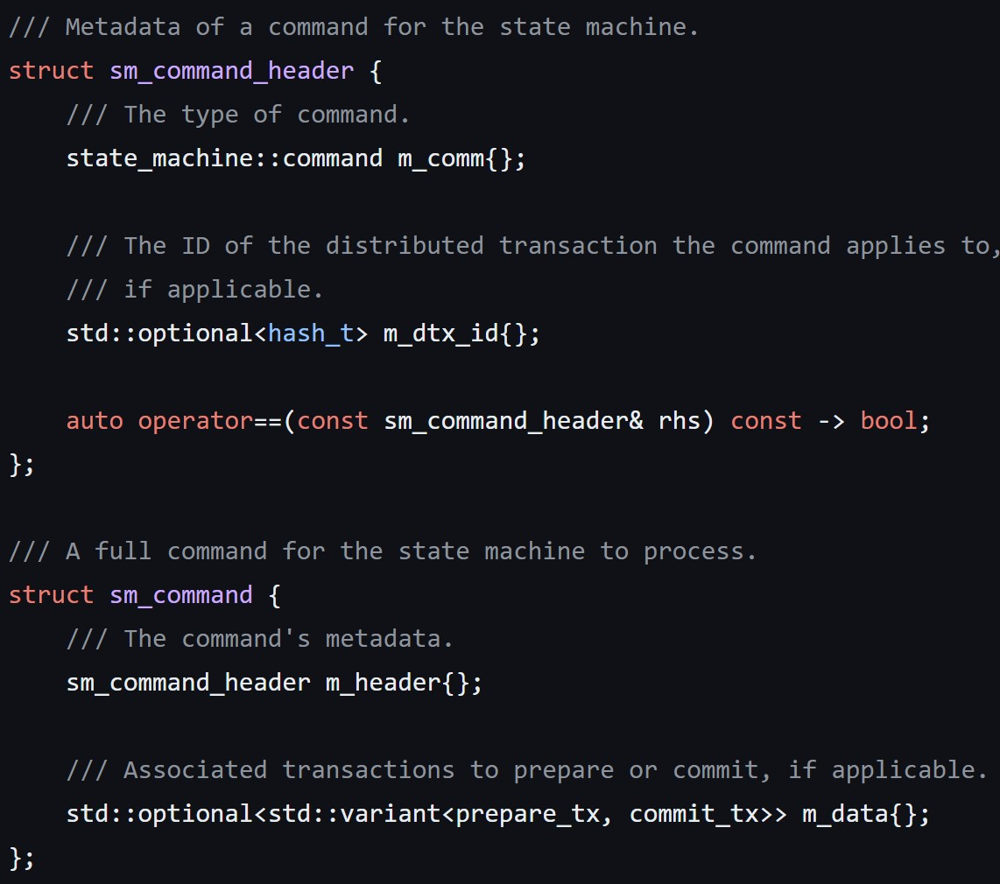 /// Metadata of a command for the state machine.
struct sm_command_header {
    /// The type of command.
    state_machine::command m_comm{};

    /// The ID of the distributed transaction the command applies to,
    /// if applicable.
    std::optional<hash_t> m_dtx_id{};

    auto operator==(const sm_command_header& rhs) const -> bool;
};

/// A full command for the state machine to process.
struct sm_command {
    /// The command's metadata.
    sm_command_header m_header{};

    /// Associated transactions to prepare or commit, if applicable.
    std::optional<std::variant<prepare_tx, commit_tx>> m_data{};
};